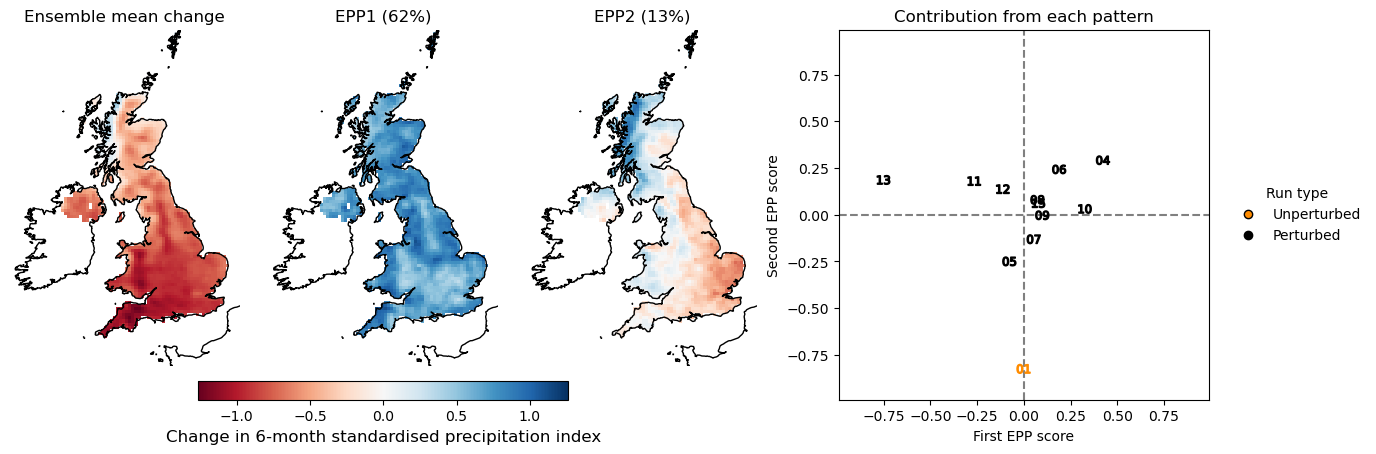 Ensemble mean change
EPP1 (62%)
EPP2 (13%)
Contribution from each pattern
0.75
0.50
0.25
0.00
−0.25
−0.50
−0.75
Second EPP score
13
11
12
06
04
10
09
07
05
01
Run type
Unperturbed
Perturbed
−0.75
−0.50
−0.25
0.00
0.25
0.50
0.75
First EPP score
−1.0
−0.5
0.0
0.5
1.0
Change in 6-month standardised precipitation index